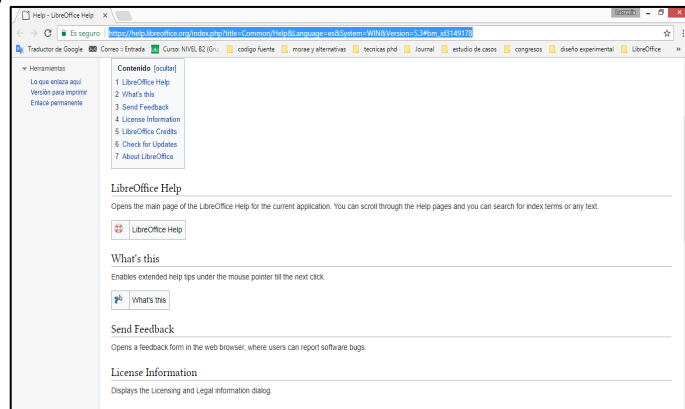 Help - LibreOffice Help
Es seguro
https://help.libreoffice.org/index.php?title=Common/Help&Language=es&System=WIN&Version=5.3#bm_id3149178
Traductor de Google
Correo :: Entrada
Curso: NIVEL B2 (Gru
codigo fuente
morae y alternativas
tecnicas phd
Journal
estudio de casos
congresos
diseño experimental
LibreOffice
»
Herramientas
Lo que enlaza aquí
Versión para imprimir
Enlace permanente
Contenido [ocultar]
1 LibreOffice Help
2 What's this
3 Send Feedback
4 License Information
5 LibreOffice Credits
6 Check for Updates
7 About LibreOffice
LibreOffice Help
Opens the main page of the LibreOffice Help for the current application. You can scroll through the Help pages and you can search for index terms or any text.
LibreOffice Help
What's this
Enables extended help tips under the mouse pointer till the next click.
What's this
Send Feedback
Opens a feedback form in the web browser, where users can report software bugs.
License Information
Displays the Licensing and Legal information dialog.